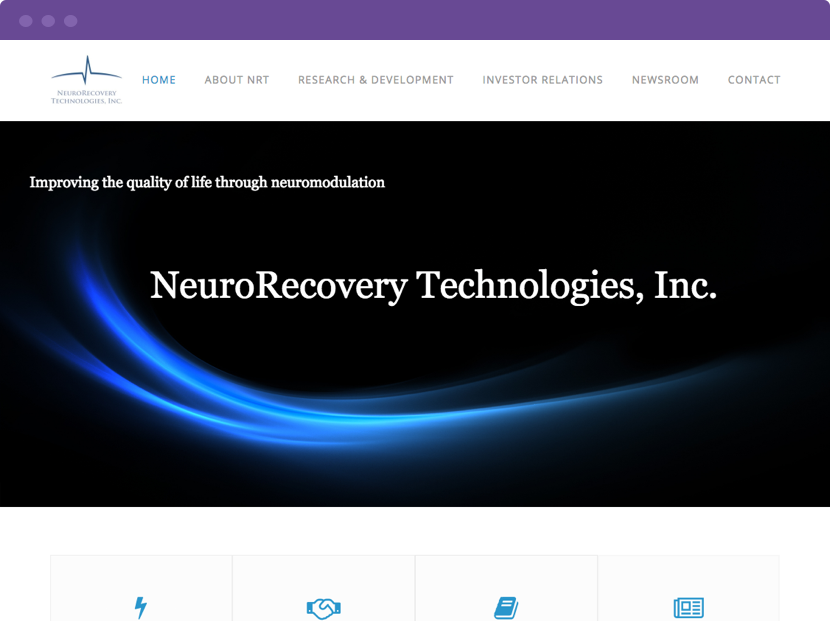 NeuroRecovery
Technologies, Inc.
HOME ABOUT NRT RESEARCH & DEVELOPMENT INVESTOR RELATIONS NEWSROOM CONTACT
Improving the quality of life through neuromodulation
NeuroRecovery Technologies, Inc.